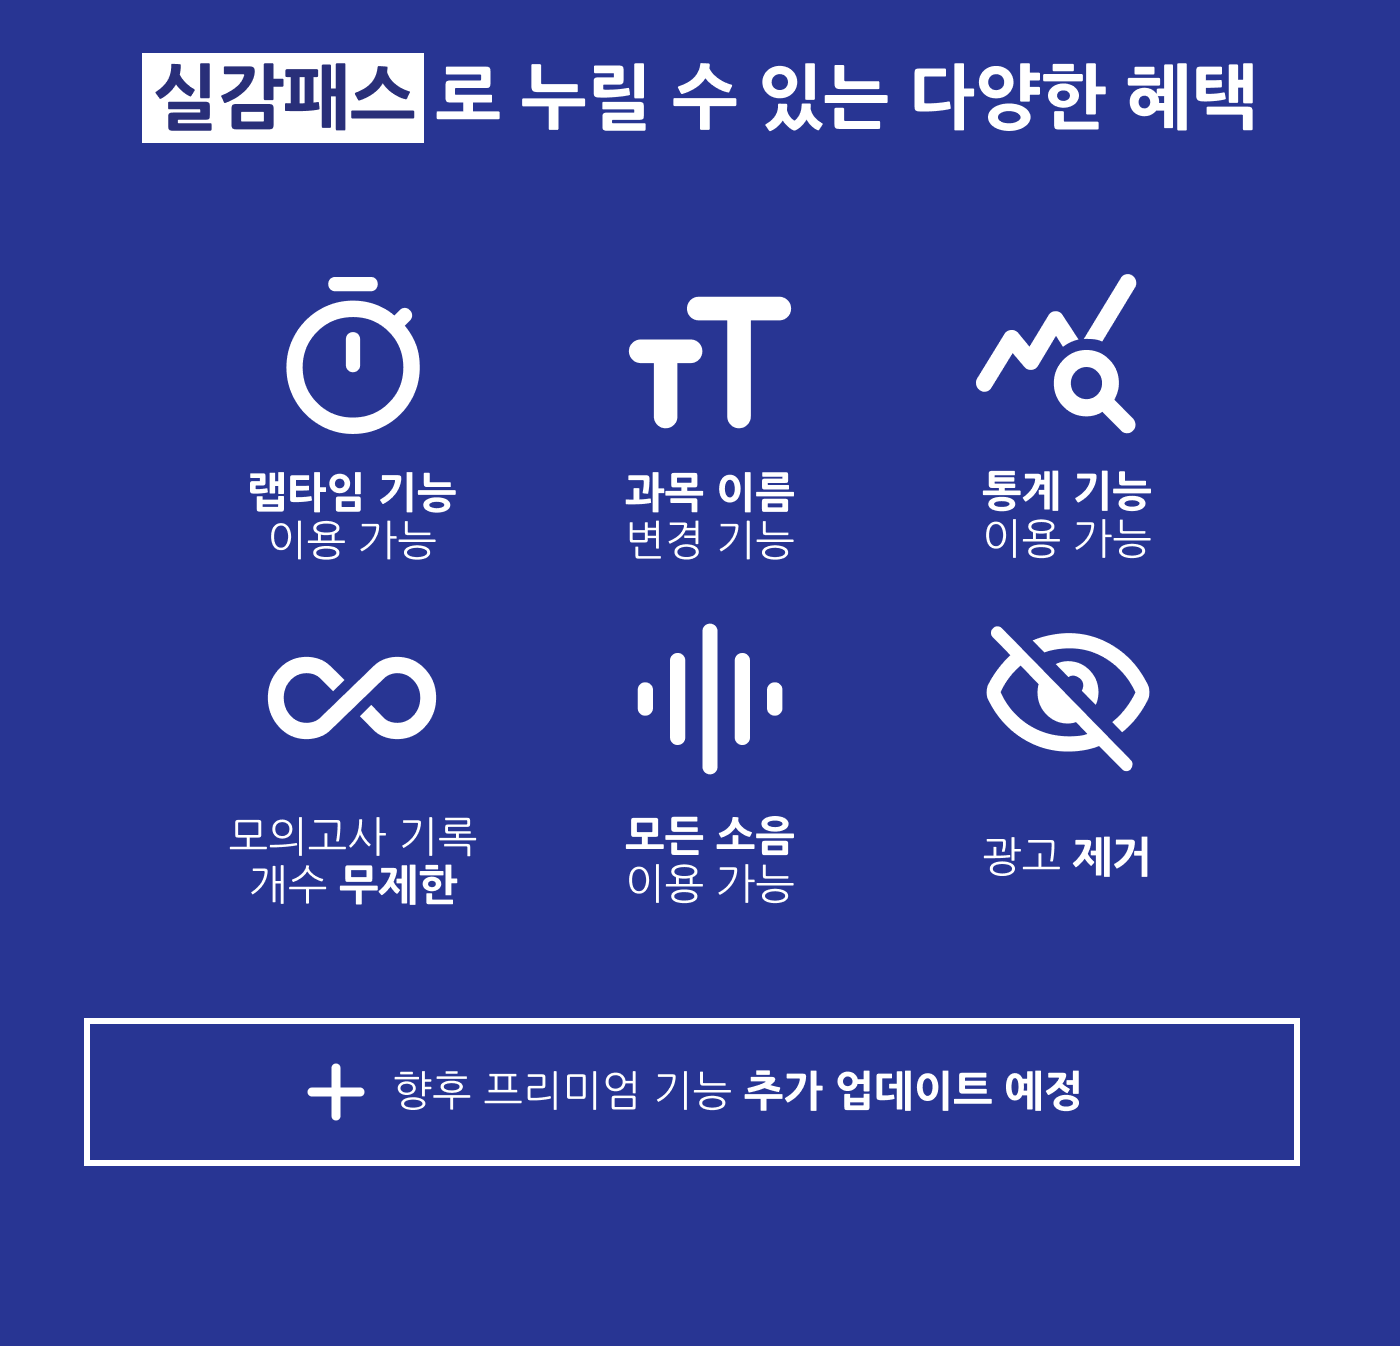 실감패스로 누릴 수 있는 다양한 혜택
랩타임 기능
이용 가능
과목 이름
변경 기능
통계 기능
이용 가능
모의고사 기록
개수 무제한
모든 소음
이용 가능
광고 제거
향후 프리미엄 기능 추가 업데이트 예정